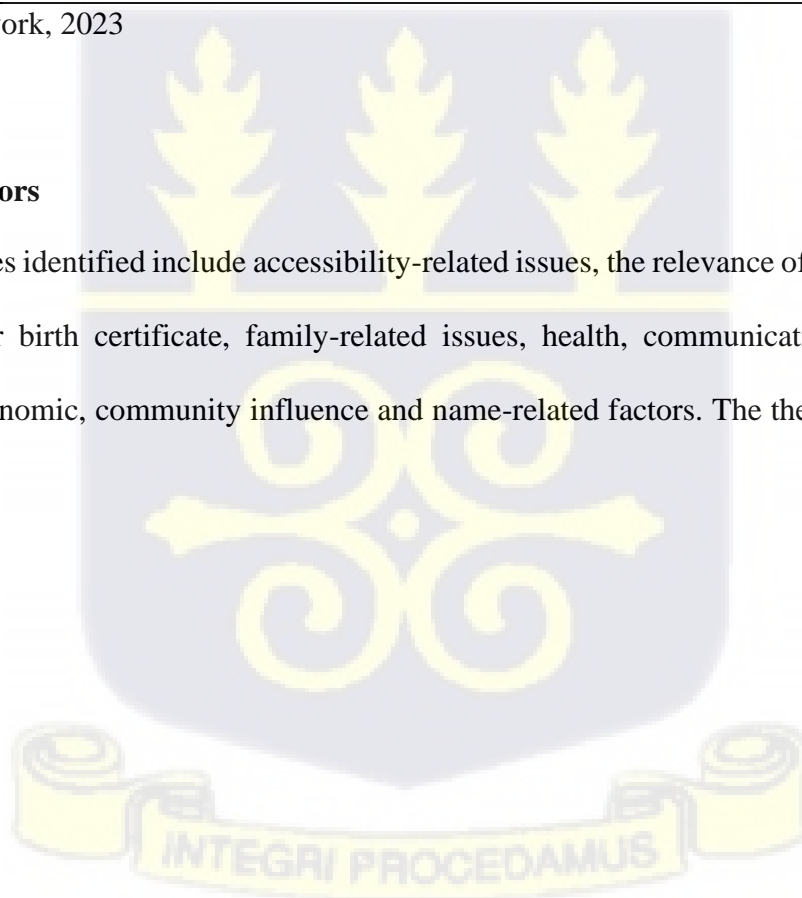 ork, 2023
ors
es identified include accessibility-related issues, the relevance of
r birth certificate, family-related issues, health, communicati
nomic, community influence and name-related factors. The the
INTEGRI PROCEDAMUS